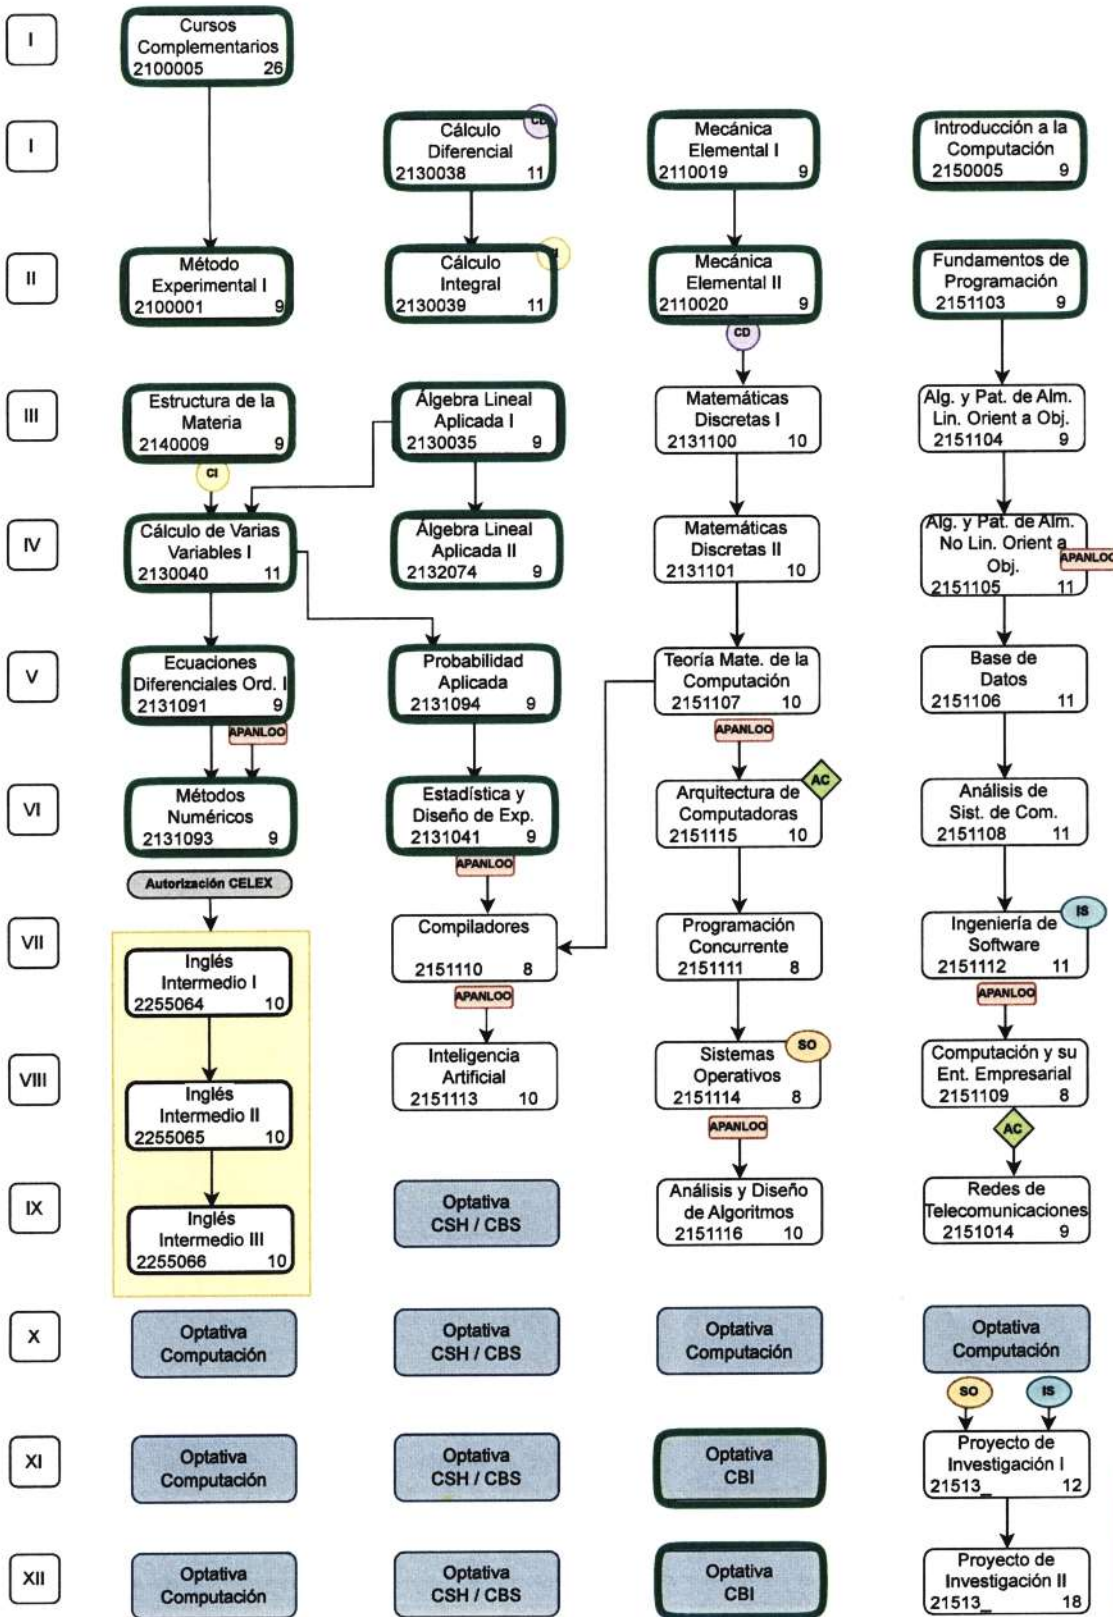 I
Cursos
Complementarios
2100005 26
I
CD
Cálculo
Diferencial
2130038 11
Mecánica
Elemental I
2110019 9
Introducción a la
Computación
2150005 9
II
Método
Experimental I
2100001 9
Cálculo
Integral
2130039 11
Mecánica
Elemental II
2110020 9
Fundamentos de
Programación
2151103 9
CD
III
Estructura de la
Materia
2140009 9
Álgebra Lineal
Aplicada I
2130035 9
Matemáticas
Discretas I
2131100 10
Alg. y Pat. de Alm.
Lin. Orient a Obj.
2151104 9
CI
IV
Cálculo de Varias
Variables I
2130040 11
Álgebra Lineal
Aplicada II
2132074 9
Matemáticas
Discretas II
2131101 10
Alg. y Pat. de Alm.
No Lin. Orient a
Obj.
2151105 11
APANLOO
V
Ecuaciones
Diferenciales Ord. I
2131091 9
Probabilidad
Aplicada
2131094 9
Teoría Mate. de la
Computación
2151107 10
Base de
Datos
2151106 11
APANLOO
APANLOO
VI
Métodos
Numéricos
2131093 9
Estadística y
Diseño de Exp.
2131041 9
AC
Arquitectura de
Computadoras
2151115 10
Análisis de
Sist. de Com.
2151108 11
APANLOO
Autorización CELEX
VII
Inglés
Intermedio I
2255064 10
Compiladores
2151110 8
Programación
Concurrente
2151111 8
IS
Ingeniería de
Software
2151112 11
APANLOO
APANLOO
VIII
Inglés
Intermedio II
2255065 10
Inteligencia
Artificial
2151113 10
SO
Sistemas
Operativos
2151114 8
Computación y su
Ent. Empresarial
2151109 8
APANLOO
AC
IX
Inglés
Intermedio III
2255066 10
Optativa
CSH / CBS
Análisis y Diseño
de Algoritmos
2151116 10
Redes de
Telecomunicaciones
2151014 9
X
Optativa
Computación
Optativa
CSH / CBS
Optativa
Computación
Optativa
Computación
SO
IS
XI
Optativa
Computación
Optativa
CSH / CBS
Optativa
CBI
Proyecto de
Investigación I
21513_ 12
XII
Optativa
Computación
Optativa
CSH / CBS
Optativa
CBI
Proyecto de
Investigación II
21513_ 18